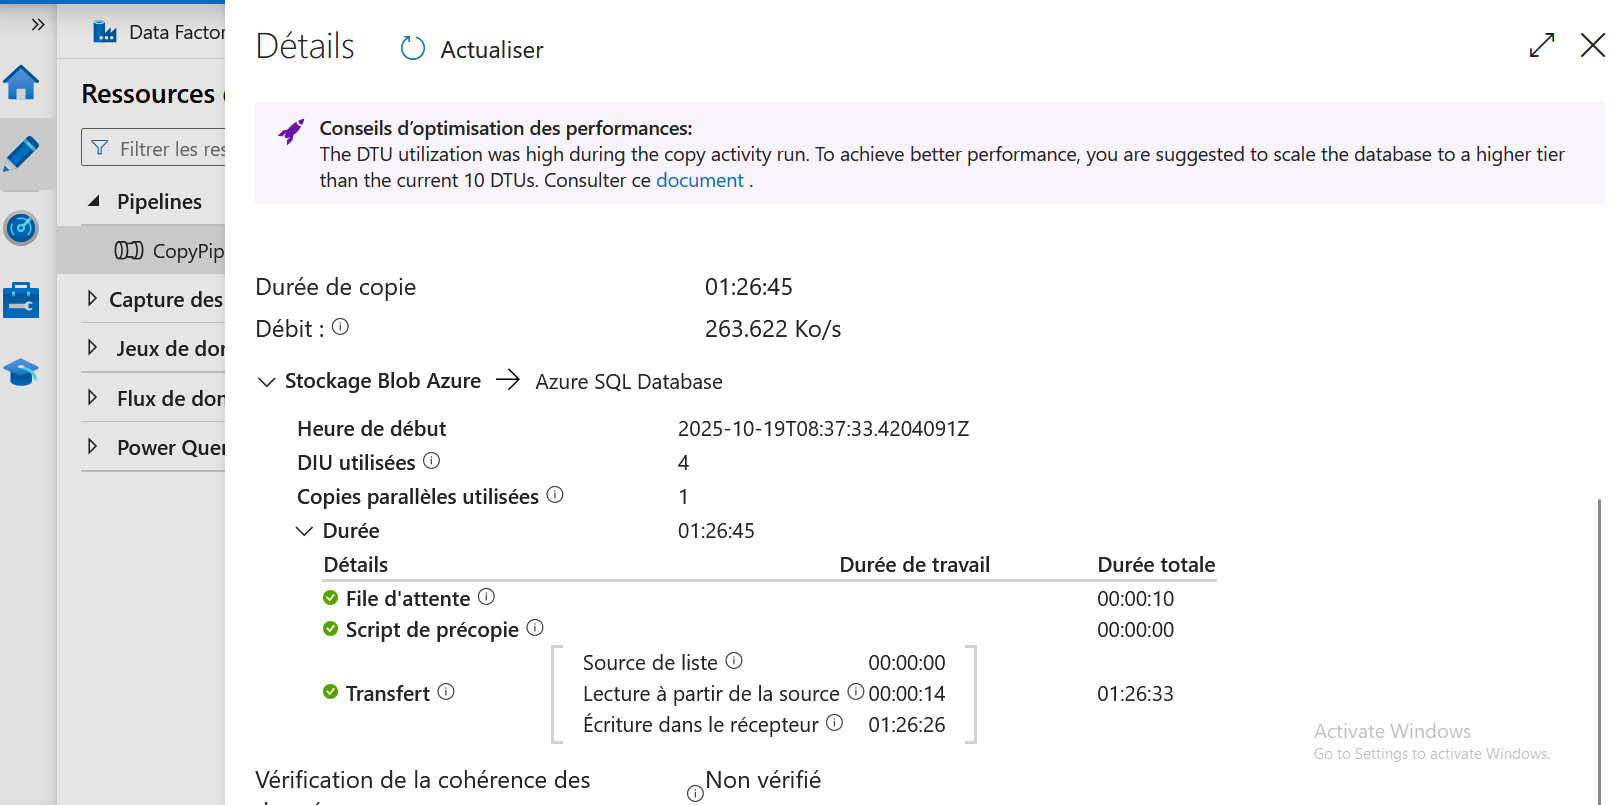 Data Factor
Ressources
Filtrer les res
Pipelines
CopyPip
Capture des
Jeux de dor
Flux de don
Power Quer
Détails
Actualiser
Conseils d'optimisation des performances:
The DTU utilization was high during the copy activity run. To achieve better performance, you are suggested to scale the database to a higher tier
than the current 10 DTUs. Consulter ce document .
Durée de copie 01:26:45
Débit : 263.622 Ko/s
Stockage Blob Azure → Azure SQL Database
Heure de début 2025-10-19T08:37:33.4204091Z
DIU utilisées 4
Copies parallèles utilisées 1
Durée 01:26:45
Détails Durée de travail Durée totale
File d'attente 00:00:10
Script de précopie 00:00:00
Source de liste 00:00:00
Transfert Lecture à partir de la source 00:00:14 01:26:33
Écriture dans le récepteur 01:26:26
Activate Windows
Go to Settings to activate Windows.
Vérification de la cohérence des Non vérifié